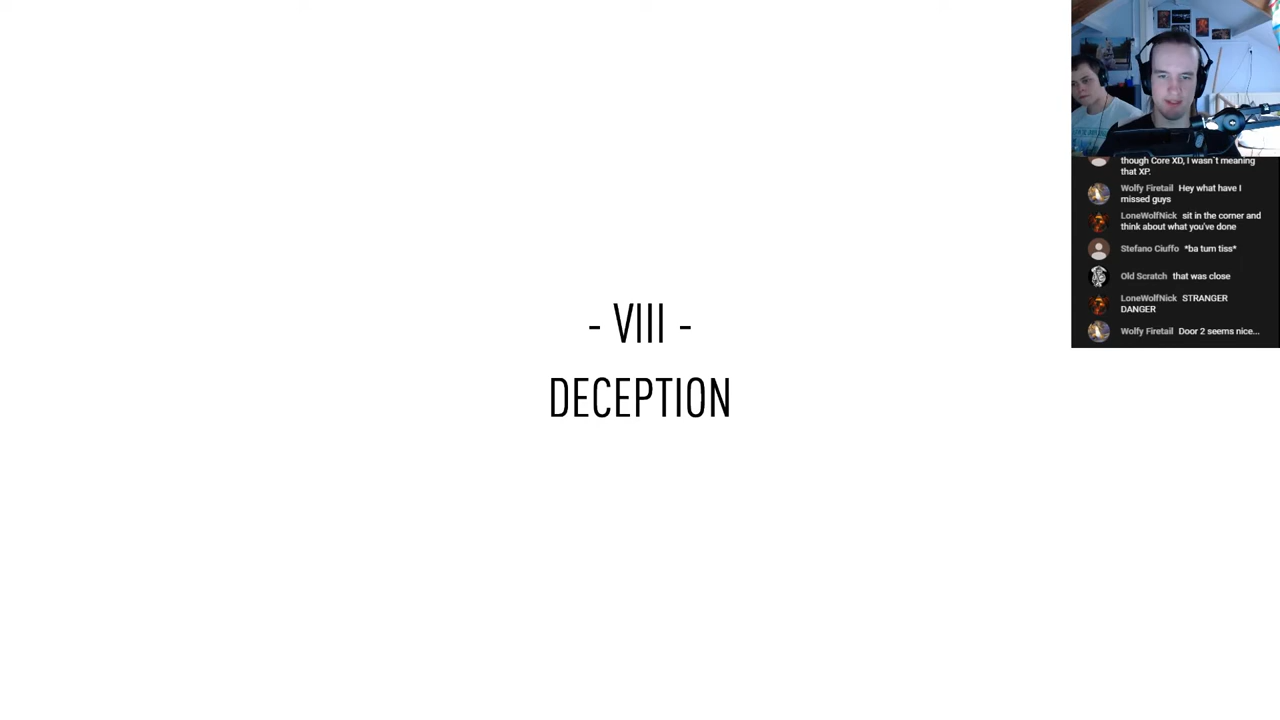 - VIII -
DECEPTION
though Core XD, I wasn`t meaning
that XP.
Wolfy Firetail Hey what have I
missed guys
LoneWolfNick sit in the corner and
think about what you've done
Stefano Ciuffo *ba tum tiss*
Old Scratch that was close
LoneWolfNick STRANGER
DANGER
Wolfy Firetail Door 2 seems nice...